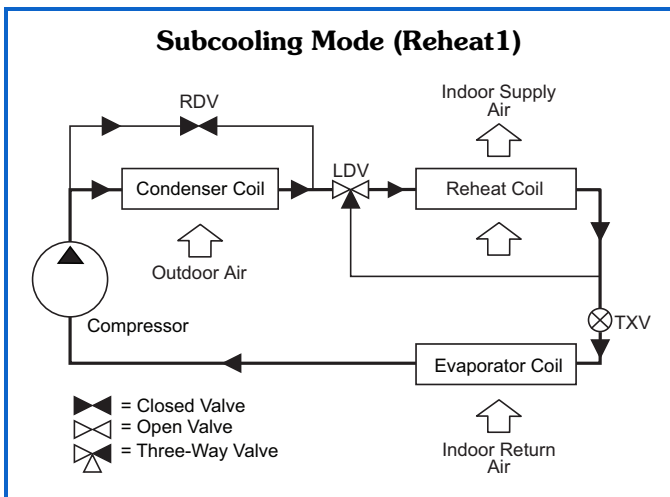 Subcooling Mode (Reheat1)
RDV
Indoor Supply
Air
LDV
Condenser Coil
Reheat Coil
Outdoor Air
Compressor
TXV
Evaporator Coil
= Closed Valve
= Open Valve
= Three-Way Valve
Indoor Return
Air